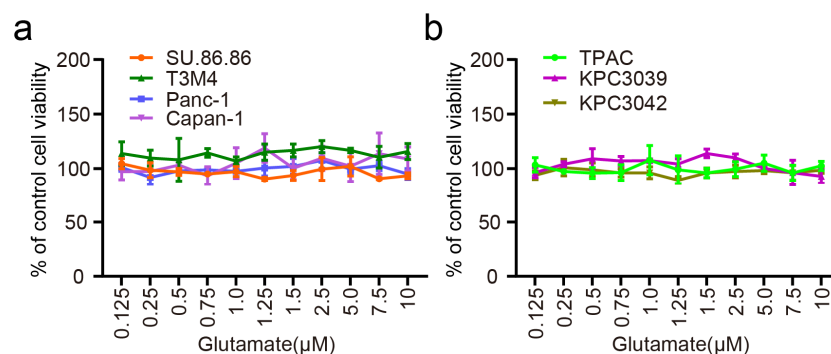 a
SU.86.86
T3M4
Panc-1
Capan-1
% of control cell viability
200
150
100
50
0
0.125 0.25 0.5 0.75 1.0 1.25 1.5 2.5 5.0 7.5 10
Glutamate(µM)
b
TPAC
KPC3039
KPC3042
% of control cell viability
200
150
100
50
0
0.125 0.25 0.5 0.75 1.0 1.25 1.5 2.5 5.0 7.5 10
Glutamate(µM)